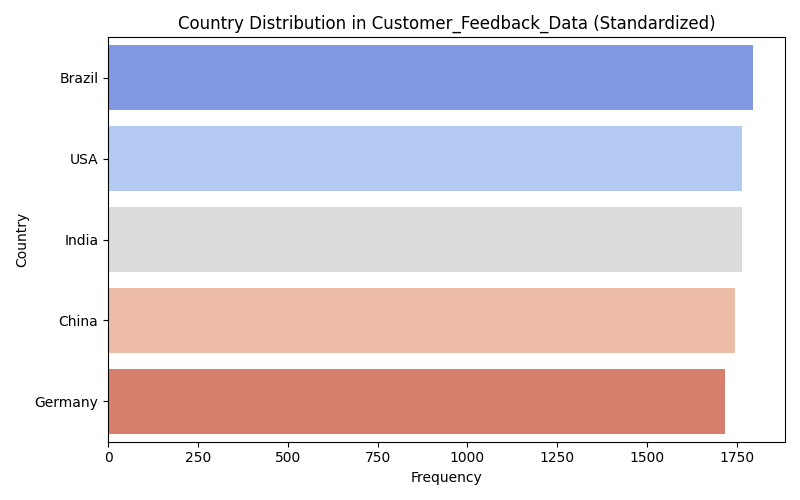 Country Distribution in Customer_Feedback_Data (Standardized)
Brazil
USA
India
China
Germany
Country
0 250 500 750 1000 1250 1500 1750
Frequency